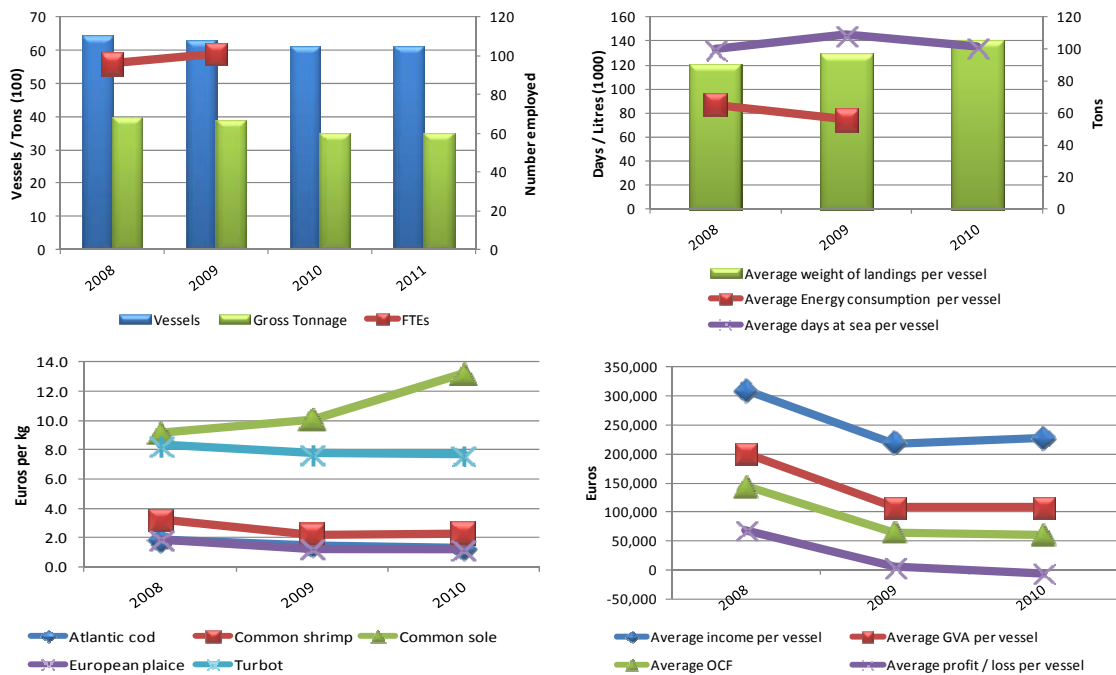 70
60
50
40
30
20
10
0
Vessels / Tons (100)
120
100
80
60
40
20
0
Number employed
2008
2009
2010
2011
Vessels
Gross Tonnage
FTEs
160
140
120
100
80
60
40
20
0
Days / Litres (1000)
120
100
80
60
40
20
0
Tons
2008
2009
2010
Average weight of landings per vessel
Average Energy consumption per vessel
Average days at sea per vessel
14.0
12.0
10.0
8.0
6.0
4.0
2.0
0.0
Euros per kg
2008
2009
2010
Atlantic cod
Common shrimp
Common sole
European plaice
Turbot
350,000
300,000
250,000
200,000
150,000
100,000
50,000
0
-50,000
Euros
2008
2009
2010
Average income per vessel
Average GVA per vessel
Average OCF
Average profit / loss per vessel